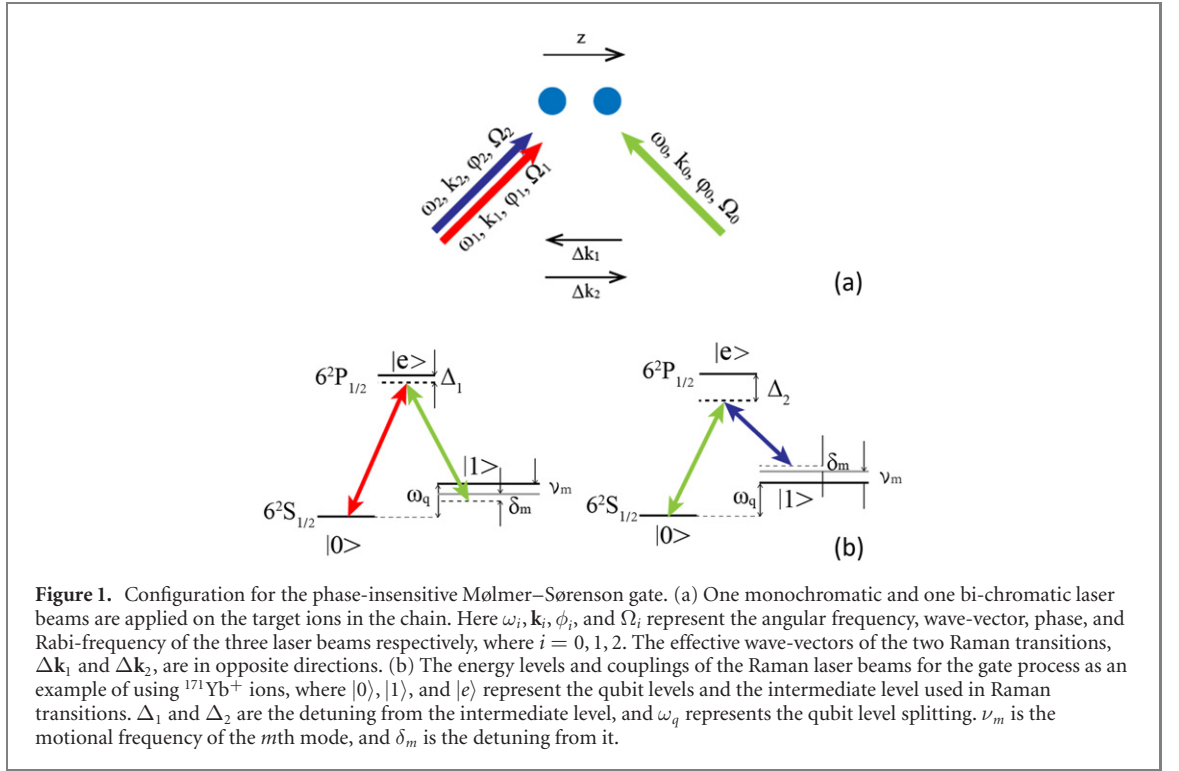 z
ω2, k2, φ2, Ω2
ω1, k1, φ1, Ω1
ω0, k0, φ0, Ω0
Δk1
Δk2
(a)
|e>
6²P1/2
Δ1
|1>
ωq
νm
δm
6²S1/2
|0>
|e>
6²P1/2
Δ2
δm
νm
ωq
|1>
6²S1/2
|0>
(b)
Figure 1. Configuration for the phase-insensitive Mølmer–Sørenson gate. (a) One monochromatic and one bi-chromatic laser
beams are applied on the target ions in the chain. Here ωi, ki, ϕi, and Ωi represent the angular frequency, wave-vector, phase, and
Rabi-frequency of the three laser beams respectively, where i = 0, 1, 2. The effective wave-vectors of the two Raman transitions,
Δk1 and Δk2, are in opposite directions. (b) The energy levels and couplings of the Raman laser beams for the gate process as an
example of using ¹⁷¹Yb⁺ ions, where |0⟩, |1⟩, and |e⟩ represent the qubit levels and the intermediate level used in Raman
transitions. Δ1 and Δ2 are the detuning from the intermediate level, and ωq represents the qubit level splitting. νm is the
motional frequency of the mth mode, and δm is the detuning from it.